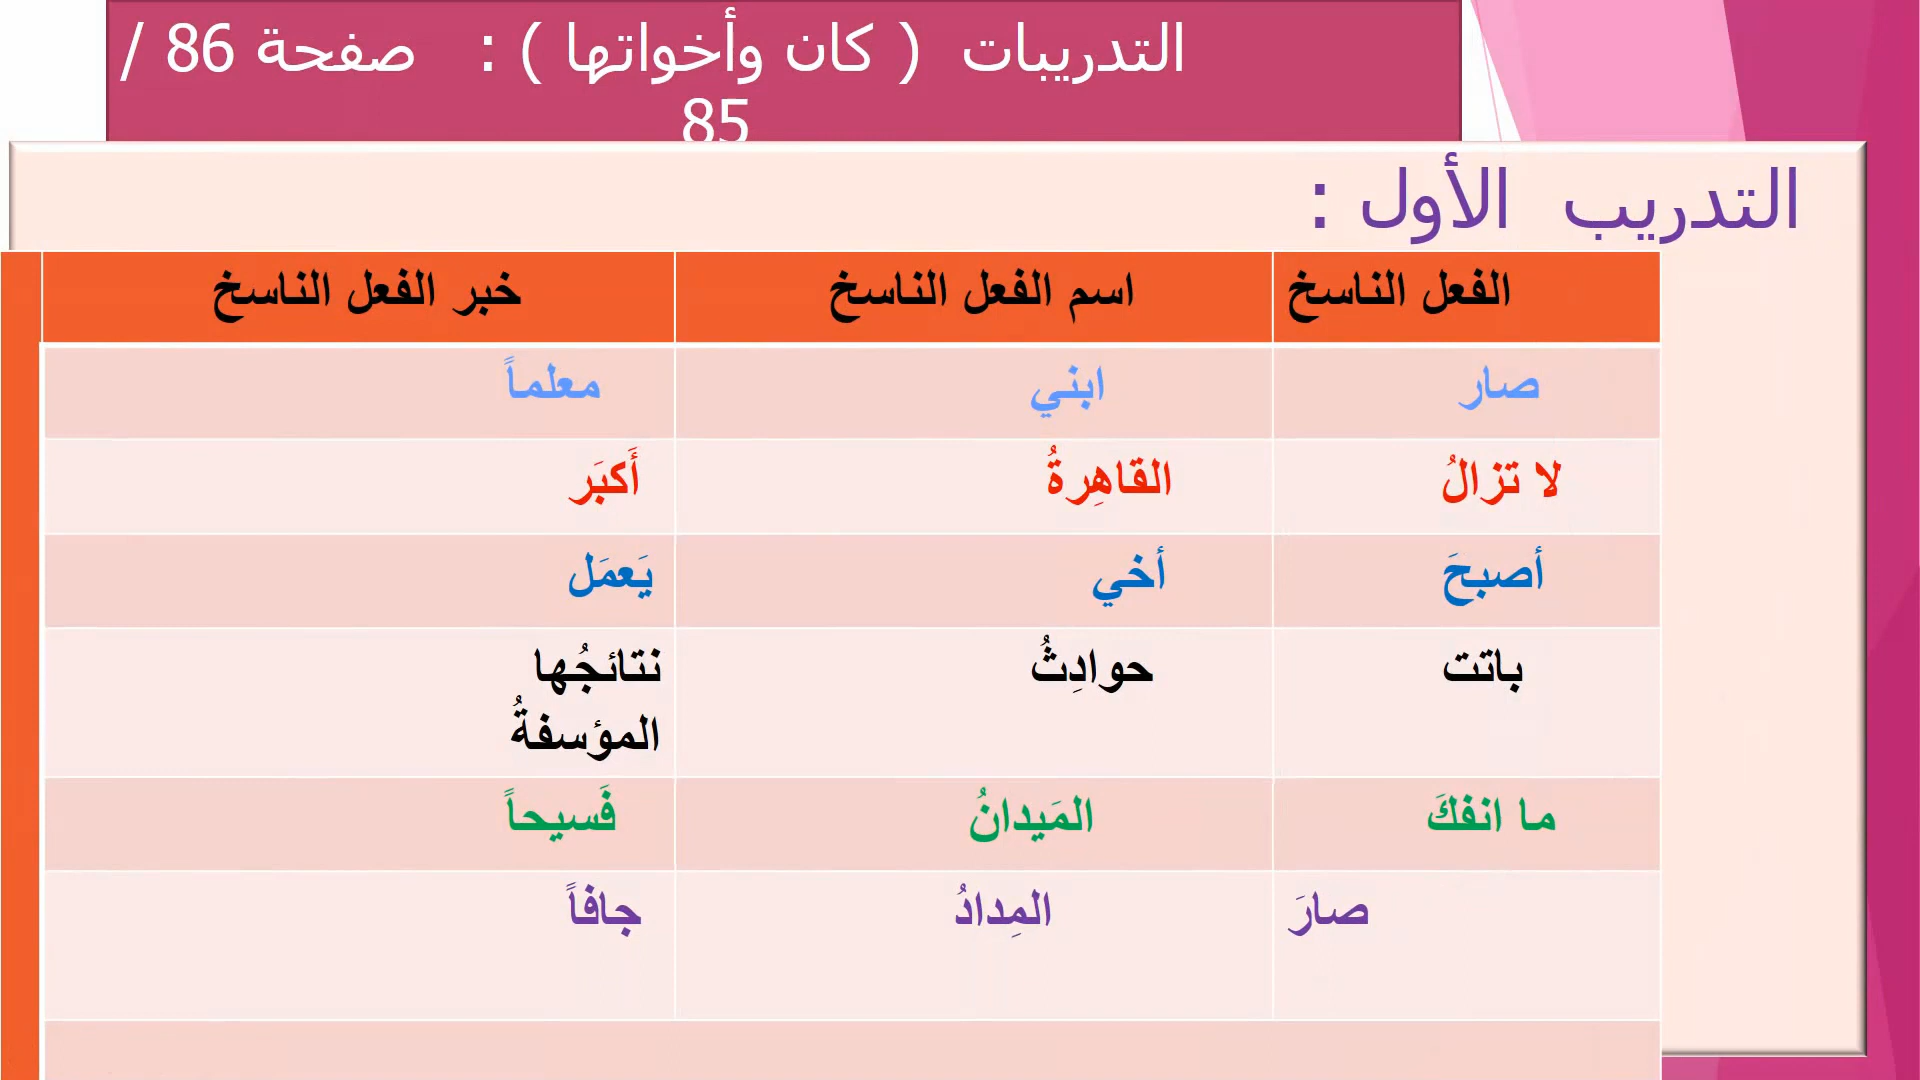 التدريبات ( كان وأخواتها ) : صفحة 86 /
85
التدريب الأول :
الفعل الناسخ اسم الفعل الناسخ خبر الفعل الناسخ
صار ابني معلماً
لا تزالُ القاهِرةُ أَكبَر
أصبحَ أخي يَعمَل
باتت حوادِثُ نتائجُها
المؤسفةُ
ما انفكَ المَيدانُ فَسيحاً
صارَ المِدادُ جافاً